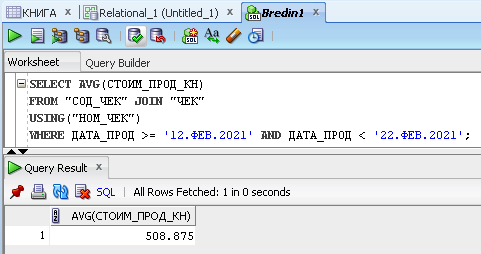 КНИГА Relational_1 (Untitled_1) Bredin1
Worksheet Query Builder
SELECT AVG(СТОИМ_ПРОД_КН)
FROM "СОД_ЧЕК" JOIN "ЧЕК"
USING("НОМ_ЧЕК")
WHERE ДАТА_ПРОД >= '12.ФЕВ.2021' AND ДАТА_ПРОД < '22.ФЕВ.2021';
Query Result
SQL | All Rows Fetched: 1 in 0 seconds
AVG(СТОИМ_ПРОД_КН)
1 508.875